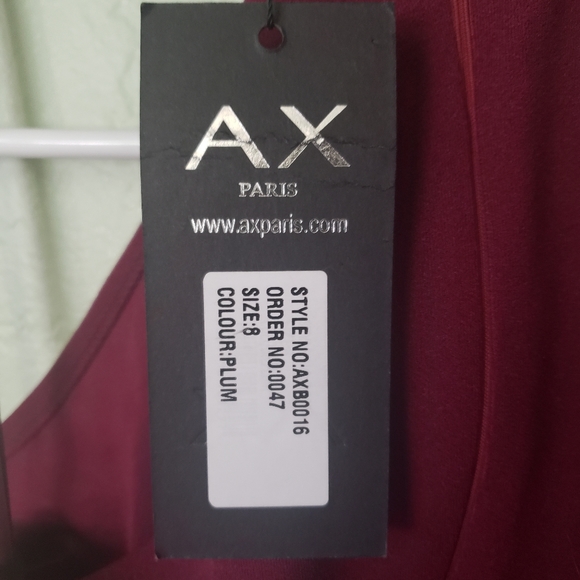 AX
PARIS
www.axparis.com
STYLE NO:AXB0016
ORDER NO:0047
SIZE:8
COLOUR:PLUM